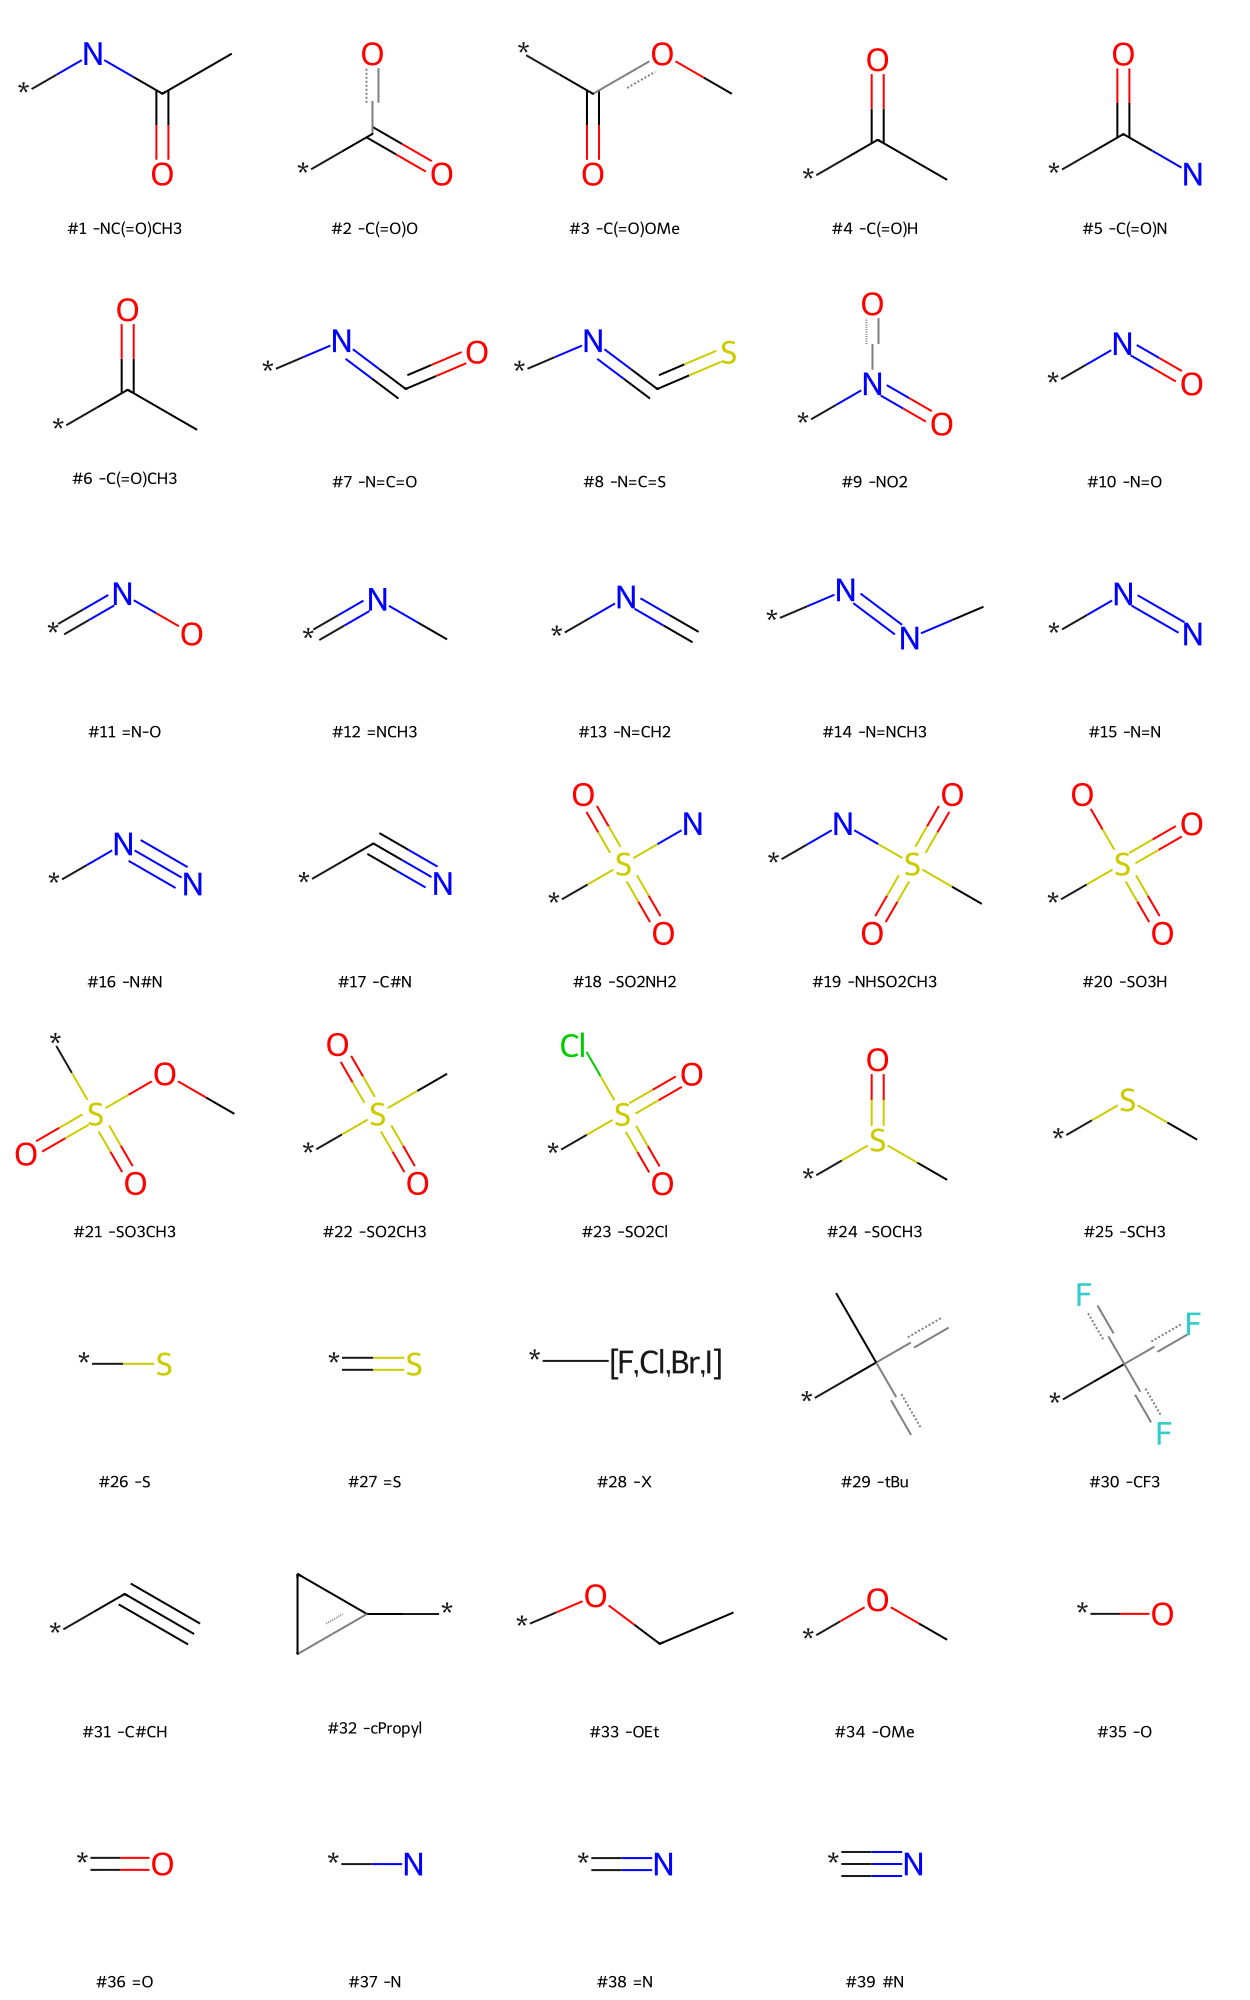 * N O
#1 -NC(=O)CH3
O * O
#2 -C(=O)O
* O O
#3 -C(=O)OMe
O *
#4 -C(=O)H
O * N
#5 -C(=O)N
O *
#6 -C(=O)CH3
* N O
#7 -N=C=O
* N S
#8 -N=C=S
O * N O
#9 -NO2
* N O
#10 -N=O
* N O
#11 =N-O
* N
#12 =NCH3
* N
#13 -N=CH2
* N N
#14 -N=NCH3
* N N
#15 -N=N
* N N
#16 -N#N
* N
#17 -C#N
O N S * O
#18 -SO2NH2
* N O S O
#19 -NHSO2CH3
O O S * O
#20 -SO3H
* O S O O
#21 -SO3CH3
O S * O
#22 -SO2CH3
Cl O S * O
#23 -SO2Cl
O S *
#24 -SOCH3
* S
#25 -SCH3
* S
#26 -S
* S
#27 =S
* [F,Cl,Br,I]
#28 -X
*
#29 -tBu
F F * F
#30 -CF3
*
#31 -C#CH
*
#32 -cPropyl
* O
#33 -OEt
* O
#34 -OMe
* O
#35 -O
* O
#36 =O
* N
#37 -N
* N
#38 =N
* N
#39 #N